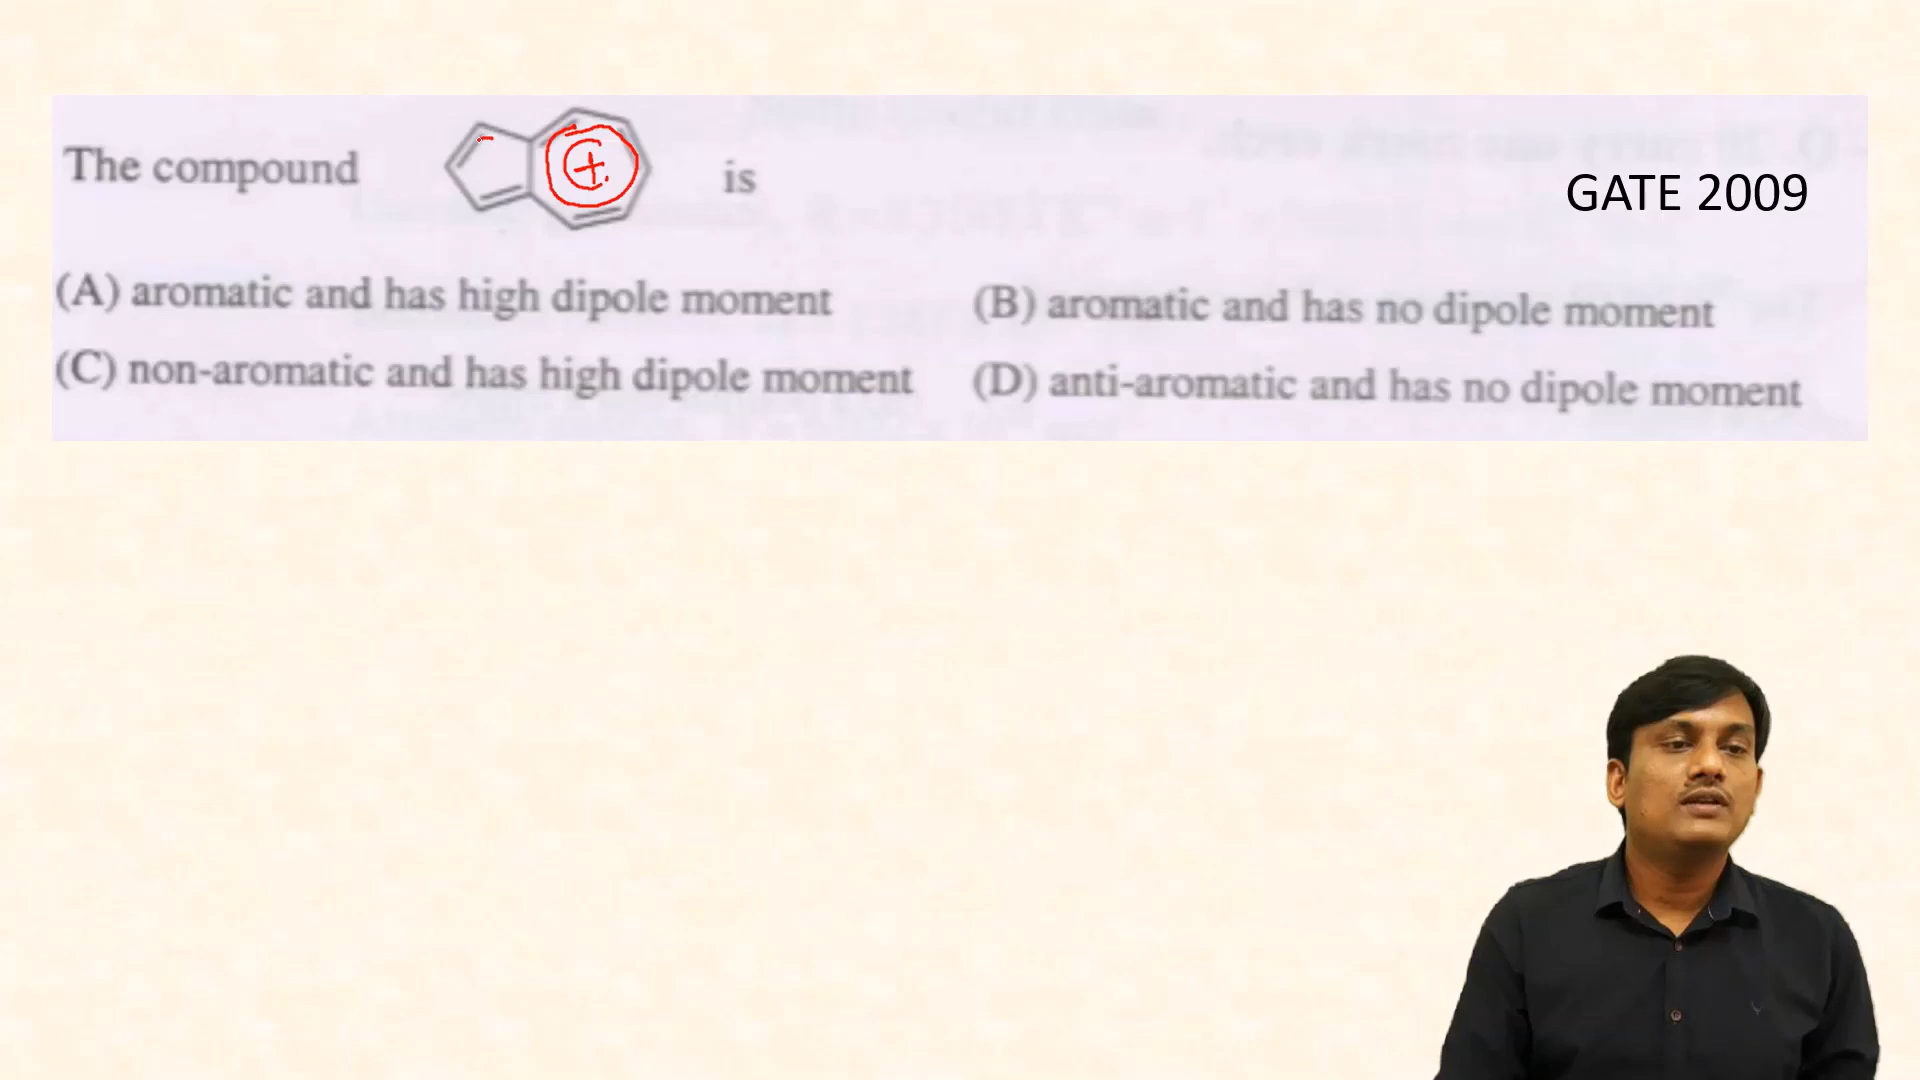 The compound is
GATE 2009
(A) aromatic and has high dipole moment
(B) aromatic and has no dipole moment
(C) non-aromatic and has high dipole moment
(D) anti-aromatic and has no dipole moment